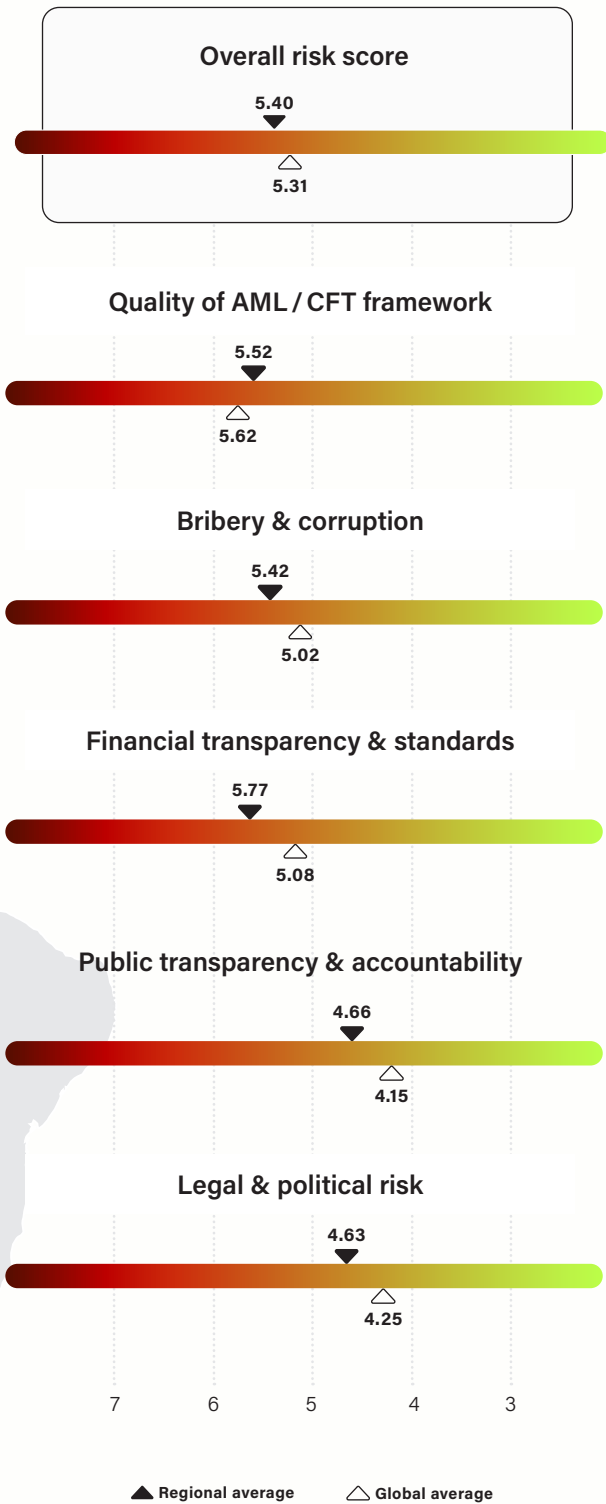 Overall risk score
5.40
5.31
Quality of AML / CFT framework
5.52
5.62
Bribery & corruption
5.42
5.02
Financial transparency & standards
5.77
5.08
Public transparency & accountability
4.66
4.15
Legal & political risk
4.63
4.25
7 6 5 4 3
Regional average Global average